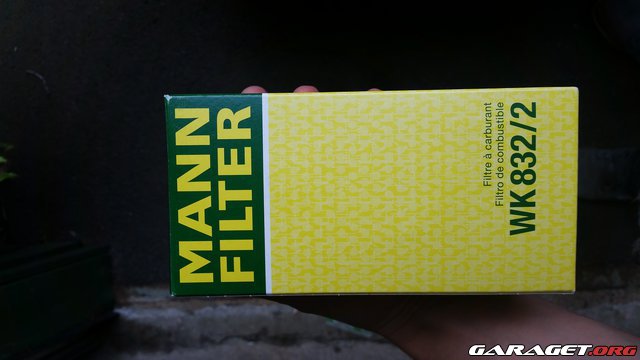 MANN
FILTER
Filtre à carburant
Filtro de combustible
WK 832/2
GARAGET.ORG